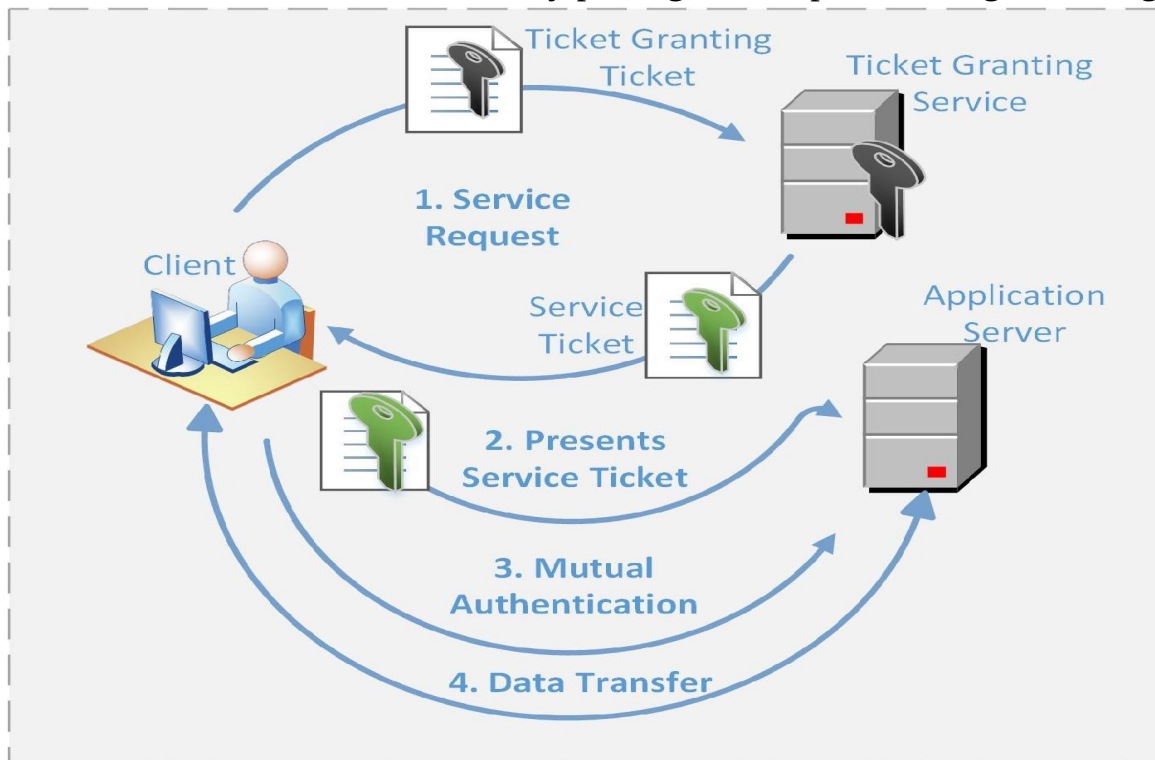 Ticket Granting
Ticket
Ticket Granting
Service
1. Service
Request
Client
Service
Ticket
Application
Server
2. Presents
Service Ticket
3. Mutual
Authentication
4. Data Transfer